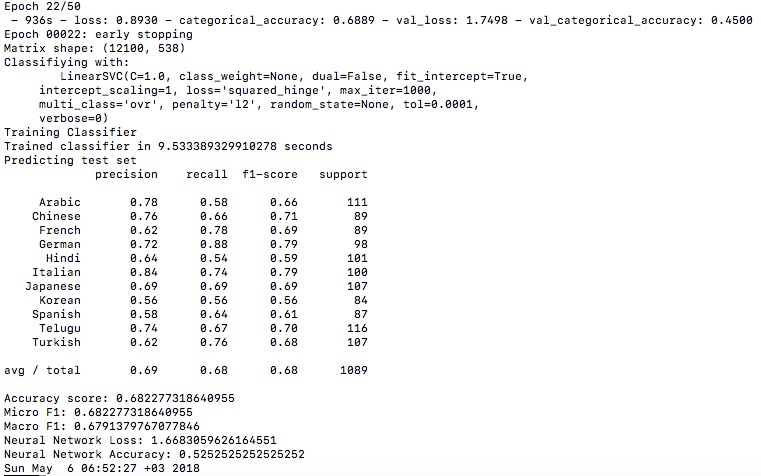 Epoch 22/50
 - 936s - loss: 0.8930 - categorical_accuracy: 0.6889 - val_loss: 1.7498 - val_categorical_accuracy: 0.4500
Epoch 00022: early stopping
Matrix shape: (12100, 538)
Classifiying with:
        LinearSVC(C=1.0, class_weight=None, dual=False, fit_intercept=True,
     intercept_scaling=1, loss='squared_hinge', max_iter=1000,
     multi_class='ovr', penalty='l2', random_state=None, tol=0.0001,
     verbose=0)
Training Classifier
Trained classifier in 9.533389329910278 seconds
Predicting test set
             precision    recall  f1-score   support

     Arabic       0.78      0.58      0.66       111
    Chinese       0.76      0.66      0.71        89
     French       0.62      0.78      0.69        89
     German       0.72      0.88      0.79        98
      Hindi       0.64      0.54      0.59       101
    Italian       0.84      0.74      0.79       100
   Japanese       0.69      0.69      0.69       107
     Korean       0.56      0.56      0.56        84
    Spanish       0.58      0.64      0.61        87
     Telugu       0.74      0.67      0.70       116
    Turkish       0.62      0.76      0.68       107

avg / total       0.69      0.68      0.68      1089

Accuracy score: 0.682277318640955
Micro F1: 0.682277318640955
Macro F1: 0.6791379767077846
Neural Network Loss: 1.6683059626164551
Neural Network Accuracy: 0.5252525252525252
Sun May  6 06:52:27 +03 2018